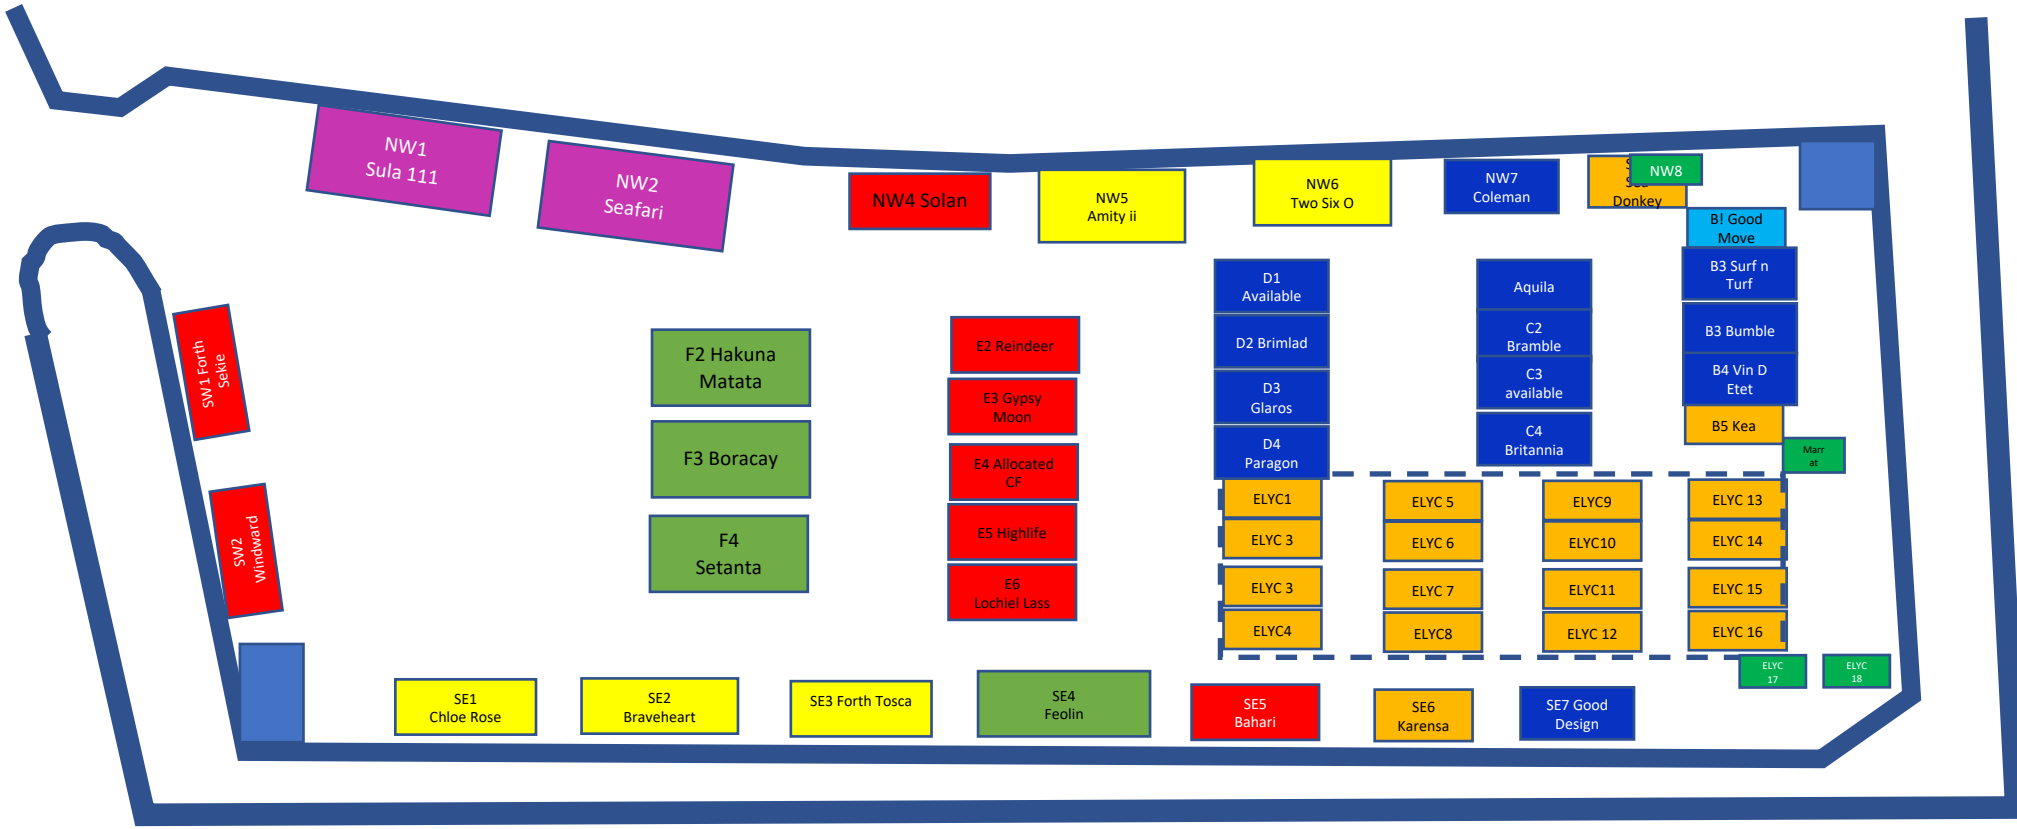 NW1
Sula 111
NW2
Seafari
NW4 Solan
NW5
Amity ii
NW6
Two Six O
NW7
Coleman
NW8
Donkey
B! Good
Move
SW1 Forth
Sekie
SW2
Windward
F2 Hakuna
Matata
F3 Boracay
F4
Setanta
E2 Reindeer
E3 Gypsy
Moon
E4 Allocated
CF
E5 Highlife
E6
Lochiel Lass
D1
Available
D2 Brimlad
D3
Glaros
D4
Paragon
Aquila
C2
Bramble
C3
available
C4
Britannia
B3 Surf n
Turf
B3 Bumble
B4 Vin D
Etet
B5 Kea
Marr
at
ELYC1
ELYC 3
ELYC 3
ELYC4
ELYC 5
ELYC 6
ELYC 7
ELYC8
ELYC9
ELYC10
ELYC11
ELYC 12
ELYC 13
ELYC 14
ELYC 15
ELYC 16
ELYC
17
ELYC
18
SE1
Chloe Rose
SE2
Braveheart
SE3 Forth Tosca
SE4
Feolin
SE5
Bahari
SE6
Karensa
SE7 Good
Design